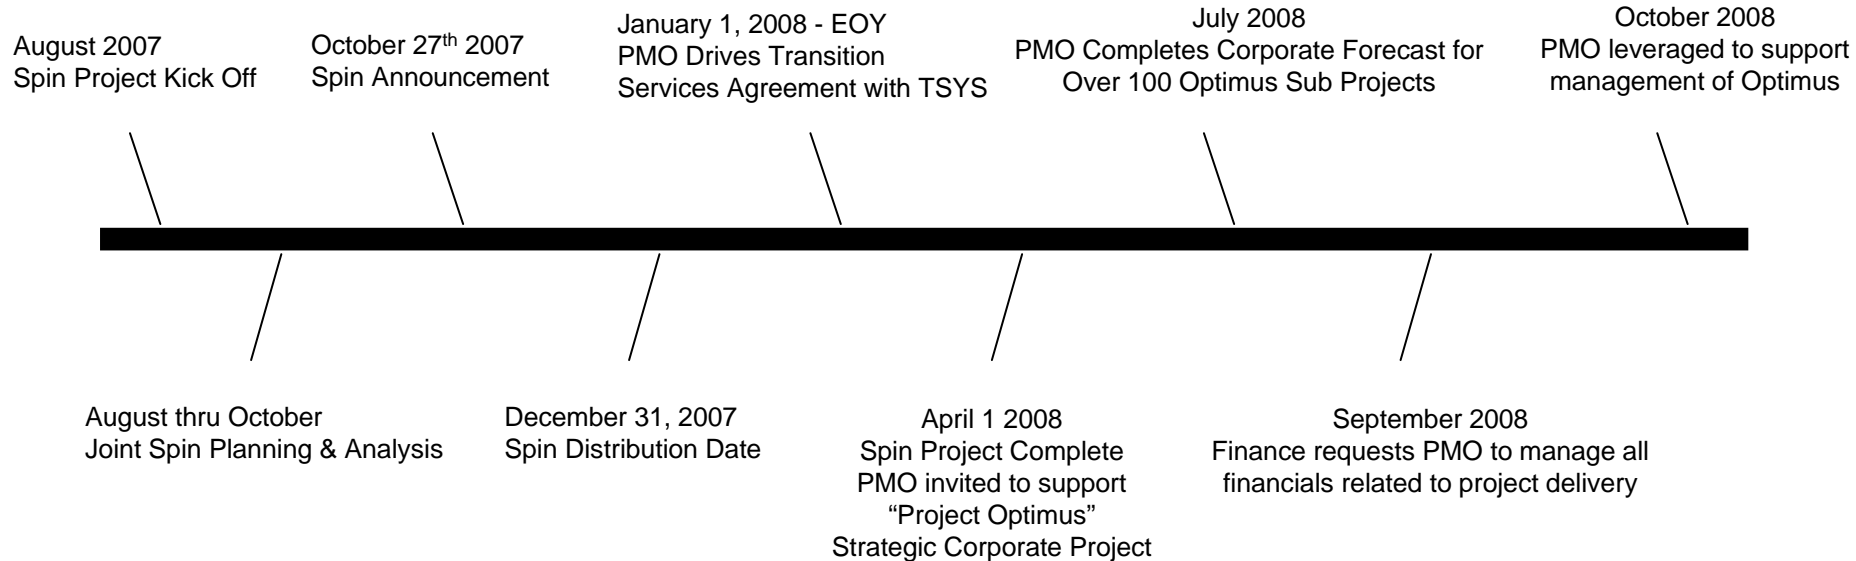 August 2007
Spin Project Kick Off
October 27th 2007
Spin Announcement
January 1, 2008 - EOY
PMO Drives Transition
Services Agreement with TSYS
July 2008
PMO Completes Corporate Forecast for
Over 100 Optimus Sub Projects
October 2008
PMO leveraged to support
management of Optimus
August thru October
Joint Spin Planning & Analysis
December 31, 2007
Spin Distribution Date
April 1 2008
Spin Project Complete
PMO invited to support
“Project Optimus”
Strategic Corporate Project
September 2008
Finance requests PMO to manage all
financials related to project delivery